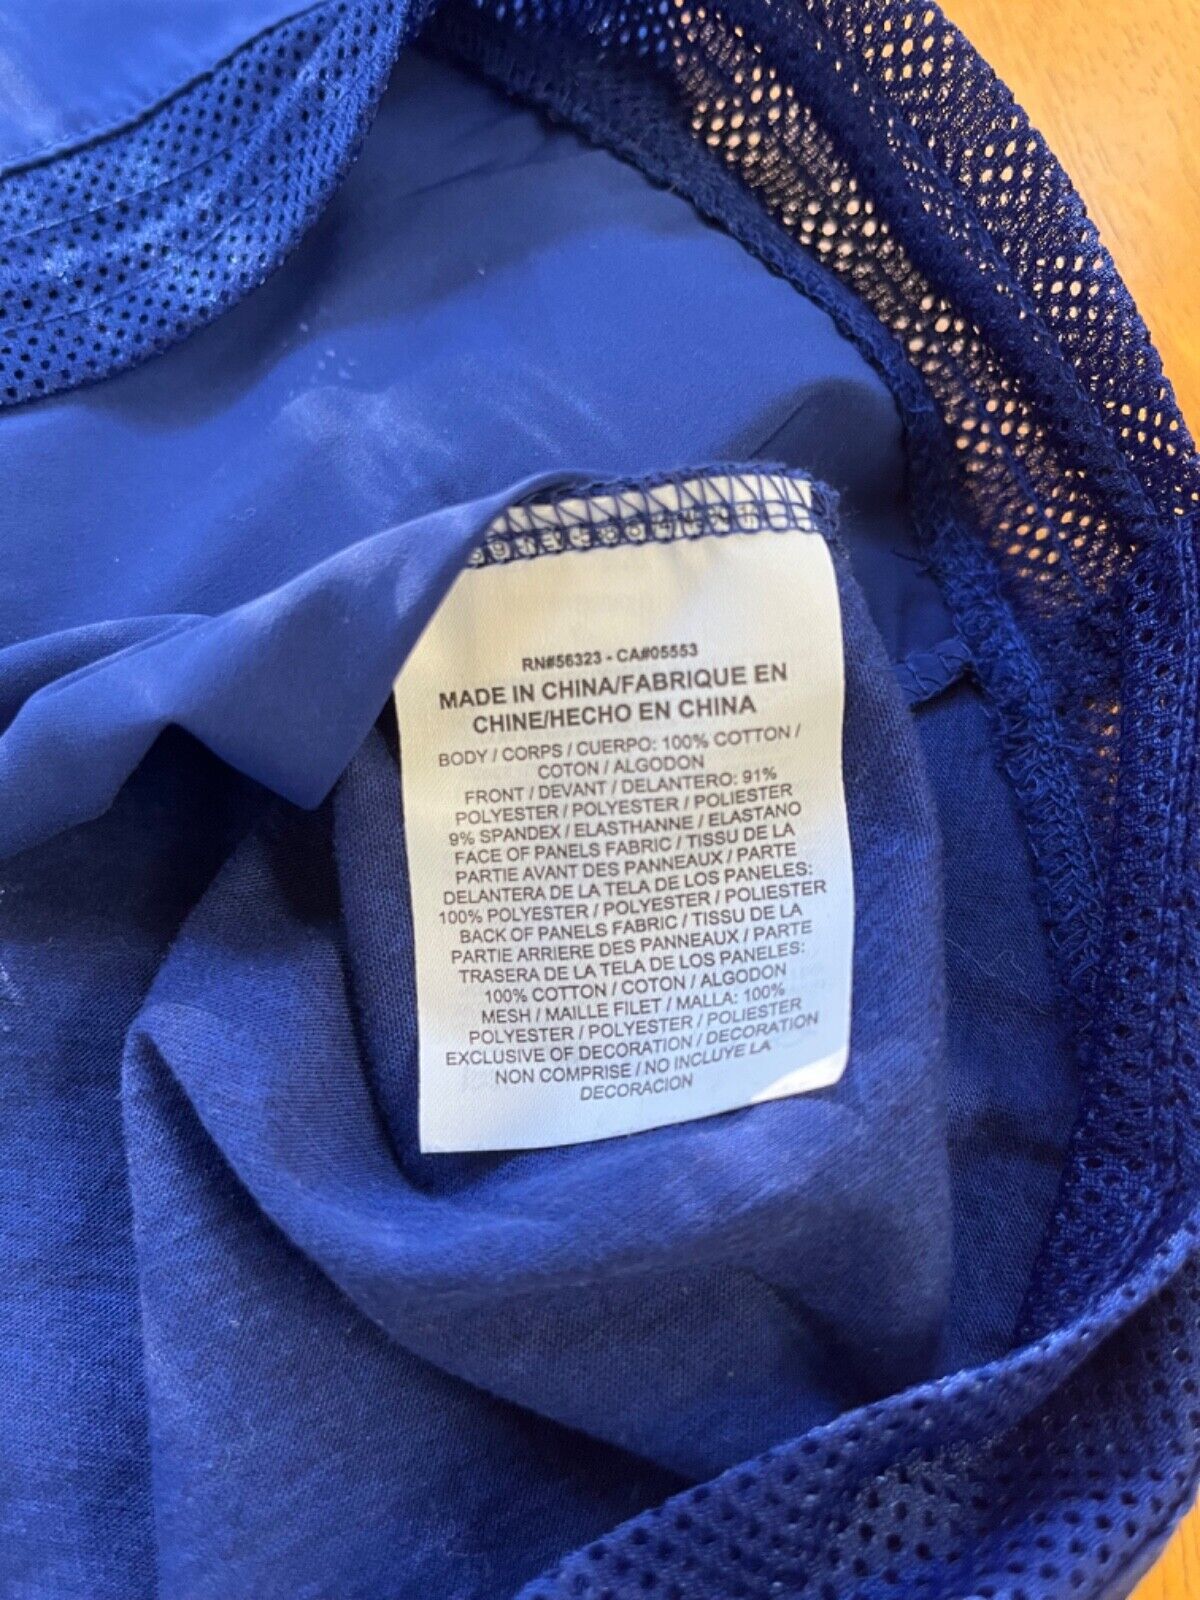 RN#56323 - CA#05553
MADE IN CHINA/FABRIQUE EN
CHINE/HECHO EN CHINA
BODY / CORPS / CUERPO: 100% COTTON /
COTON / ALGODON
FRONT / DEVANT / DELANTERO: 91%
POLYESTER / POLYESTER / POLIESTER
9% SPANDEX / ELASTHANNE / ELASTANO
FACE OF PANELS FABRIC / TISSU DE LA
PARTIE AVANT DES PANNEAUX / PARTE
DELANTERA DE LA TELA DE LOS PANELES:
100% POLYESTER / POLYESTER / POLIESTER
BACK OF PANELS FABRIC / TISSU DE LA
PARTIE ARRIERE DES PANNEAUX / PARTE
TRASERA DE LA TELA DE LOS PANELES:
100% COTTON / COTON / ALGODON
MESH / MAILLE FILET / MALLA: 100%
POLYESTER / POLYESTER / POLIESTER
EXCLUSIVE OF DECORATION / DECORATION
NON COMPRISE / NO INCLUYE LA
DECORACION